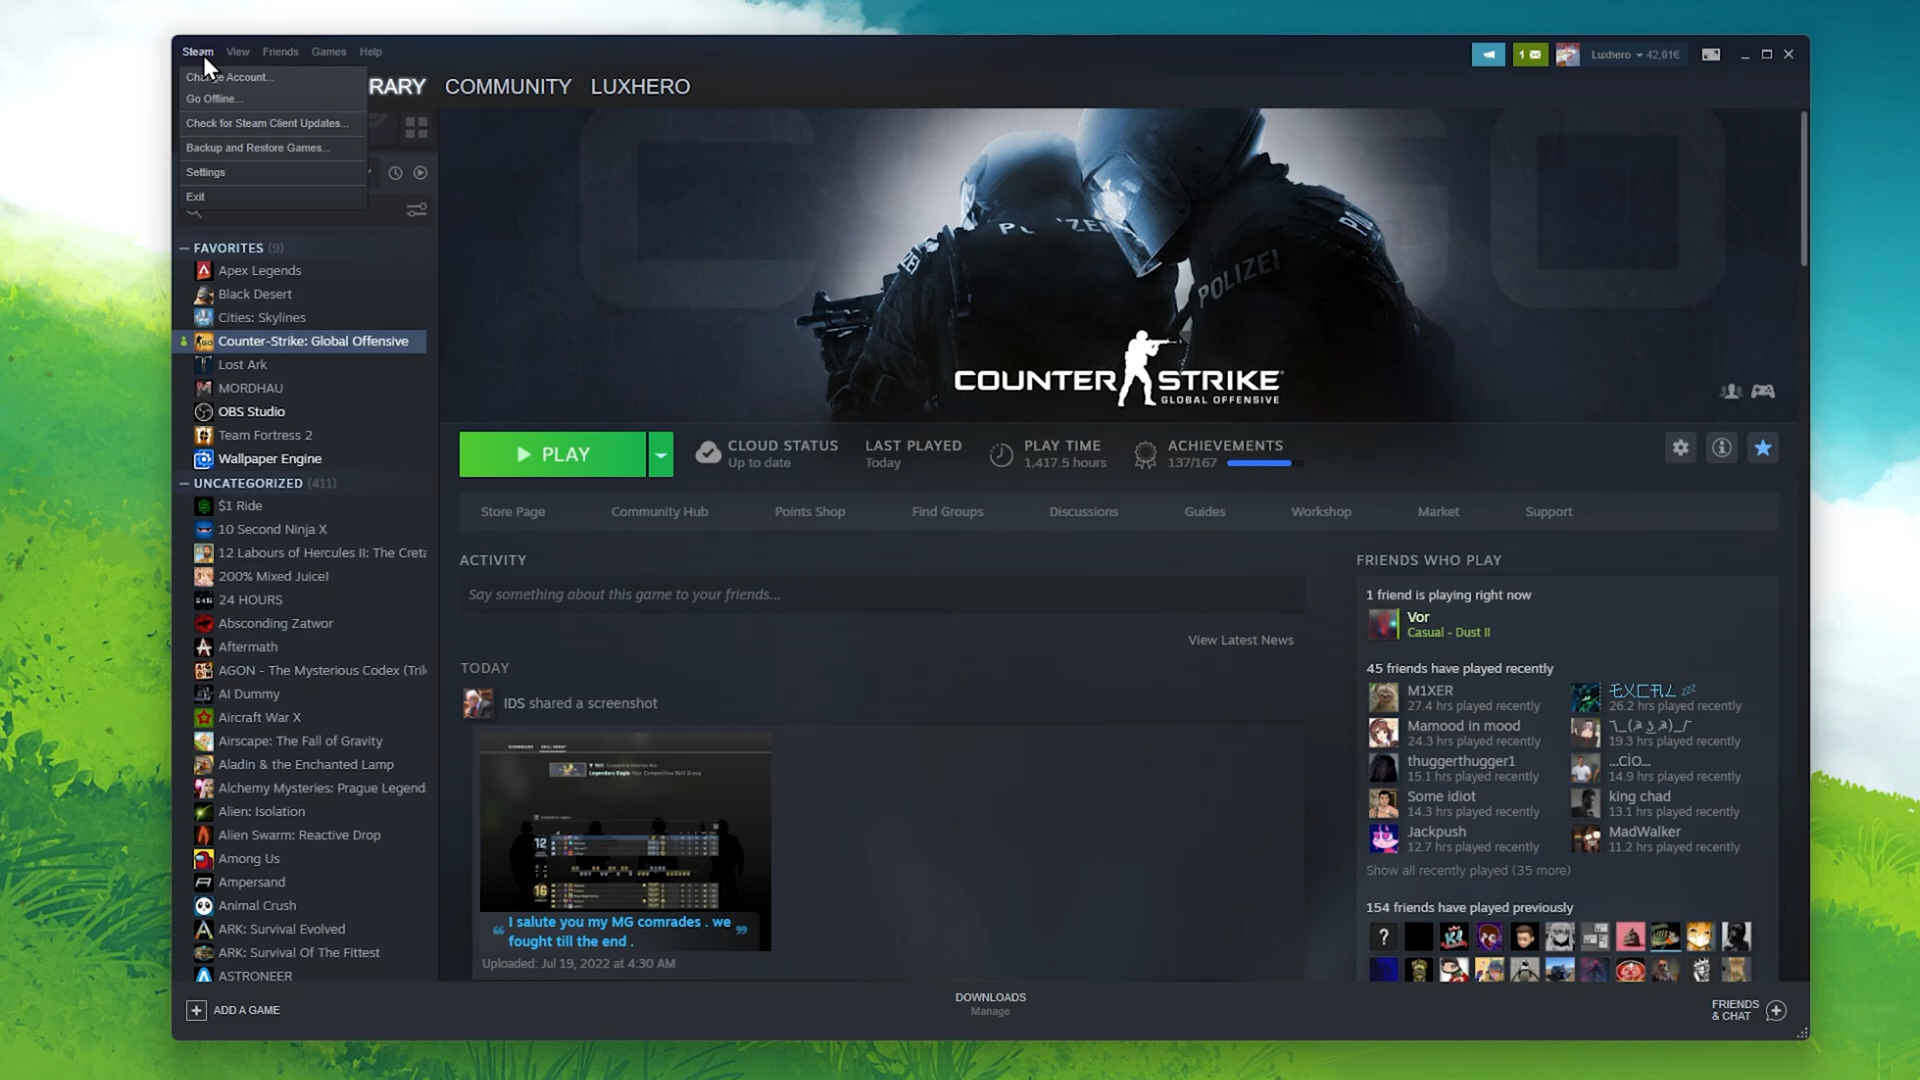 Steam View Friends Games Help
1
Luxhero 42,01€
Change Account...
Go Offline...
Check for Steam Client Updates...
Backup and Restore Games...
Settings
Exit
RARY COMMUNITY LUXHERO
FAVORITES (9)
Apex Legends
Black Desert
Cities: Skylines
Counter-Strike: Global Offensive
Lost Ark
MORDHAU
OBS Studio
Team Fortress 2
Wallpaper Engine
UNCATEGORIZED (411)
$1 Ride
10 Second Ninja X
12 Labours of Hercules II: The Creta
200% Mixed Juice!
24 HOURS
Absconding Zatwor
Aftermath
AGON - The Mysterious Codex (Tril
AI Dummy
Aircraft War X
Airscape: The Fall of Gravity
Aladin & the Enchanted Lamp
Alchemy Mysteries: Prague Legend
Alien: Isolation
Alien Swarm: Reactive Drop
Among Us
Ampersand
Animal Crush
ARK: Survival Evolved
ARK: Survival Of The Fittest
ASTRONEER
ADD A GAME
CS:GO
POLIZEI
POLIZEI
COUNTER STRIKE
GLOBAL OFFENSIVE
PLAY
CLOUD STATUS
Up to date
LAST PLAYED
Today
PLAY TIME
1,417.5 hours
ACHIEVEMENTS
137/167
Store Page Community Hub Points Shop Find Groups Discussions Guides Workshop Market Support
ACTIVITY
Say something about this game to your friends...
View Latest News
TODAY
IDS shared a screenshot
12
16
“ I salute you my MG comrades . we
fought till the end . ”
Uploaded: Jul 19, 2022 at 4:30 AM
FRIENDS WHO PLAY
1 friend is playing right now
Vor
Casual - Dust II
45 friends have played recently
M1XER
27.4 hrs played recently
26.2 hrs played recently
Mamood in mood
24.3 hrs played recently
19.3 hrs played recently
thuggerthugger1
15.1 hrs played recently
...CİO...
14.9 hrs played recently
Some idiot
14.3 hrs played recently
king chad
13.1 hrs played recently
Jackpush
12.7 hrs played recently
MadWalker
11.2 hrs played recently
Show all recently played (35 more)
154 friends have played previously
?
DOWNLOADS
Manage
FRIENDS
& CHAT